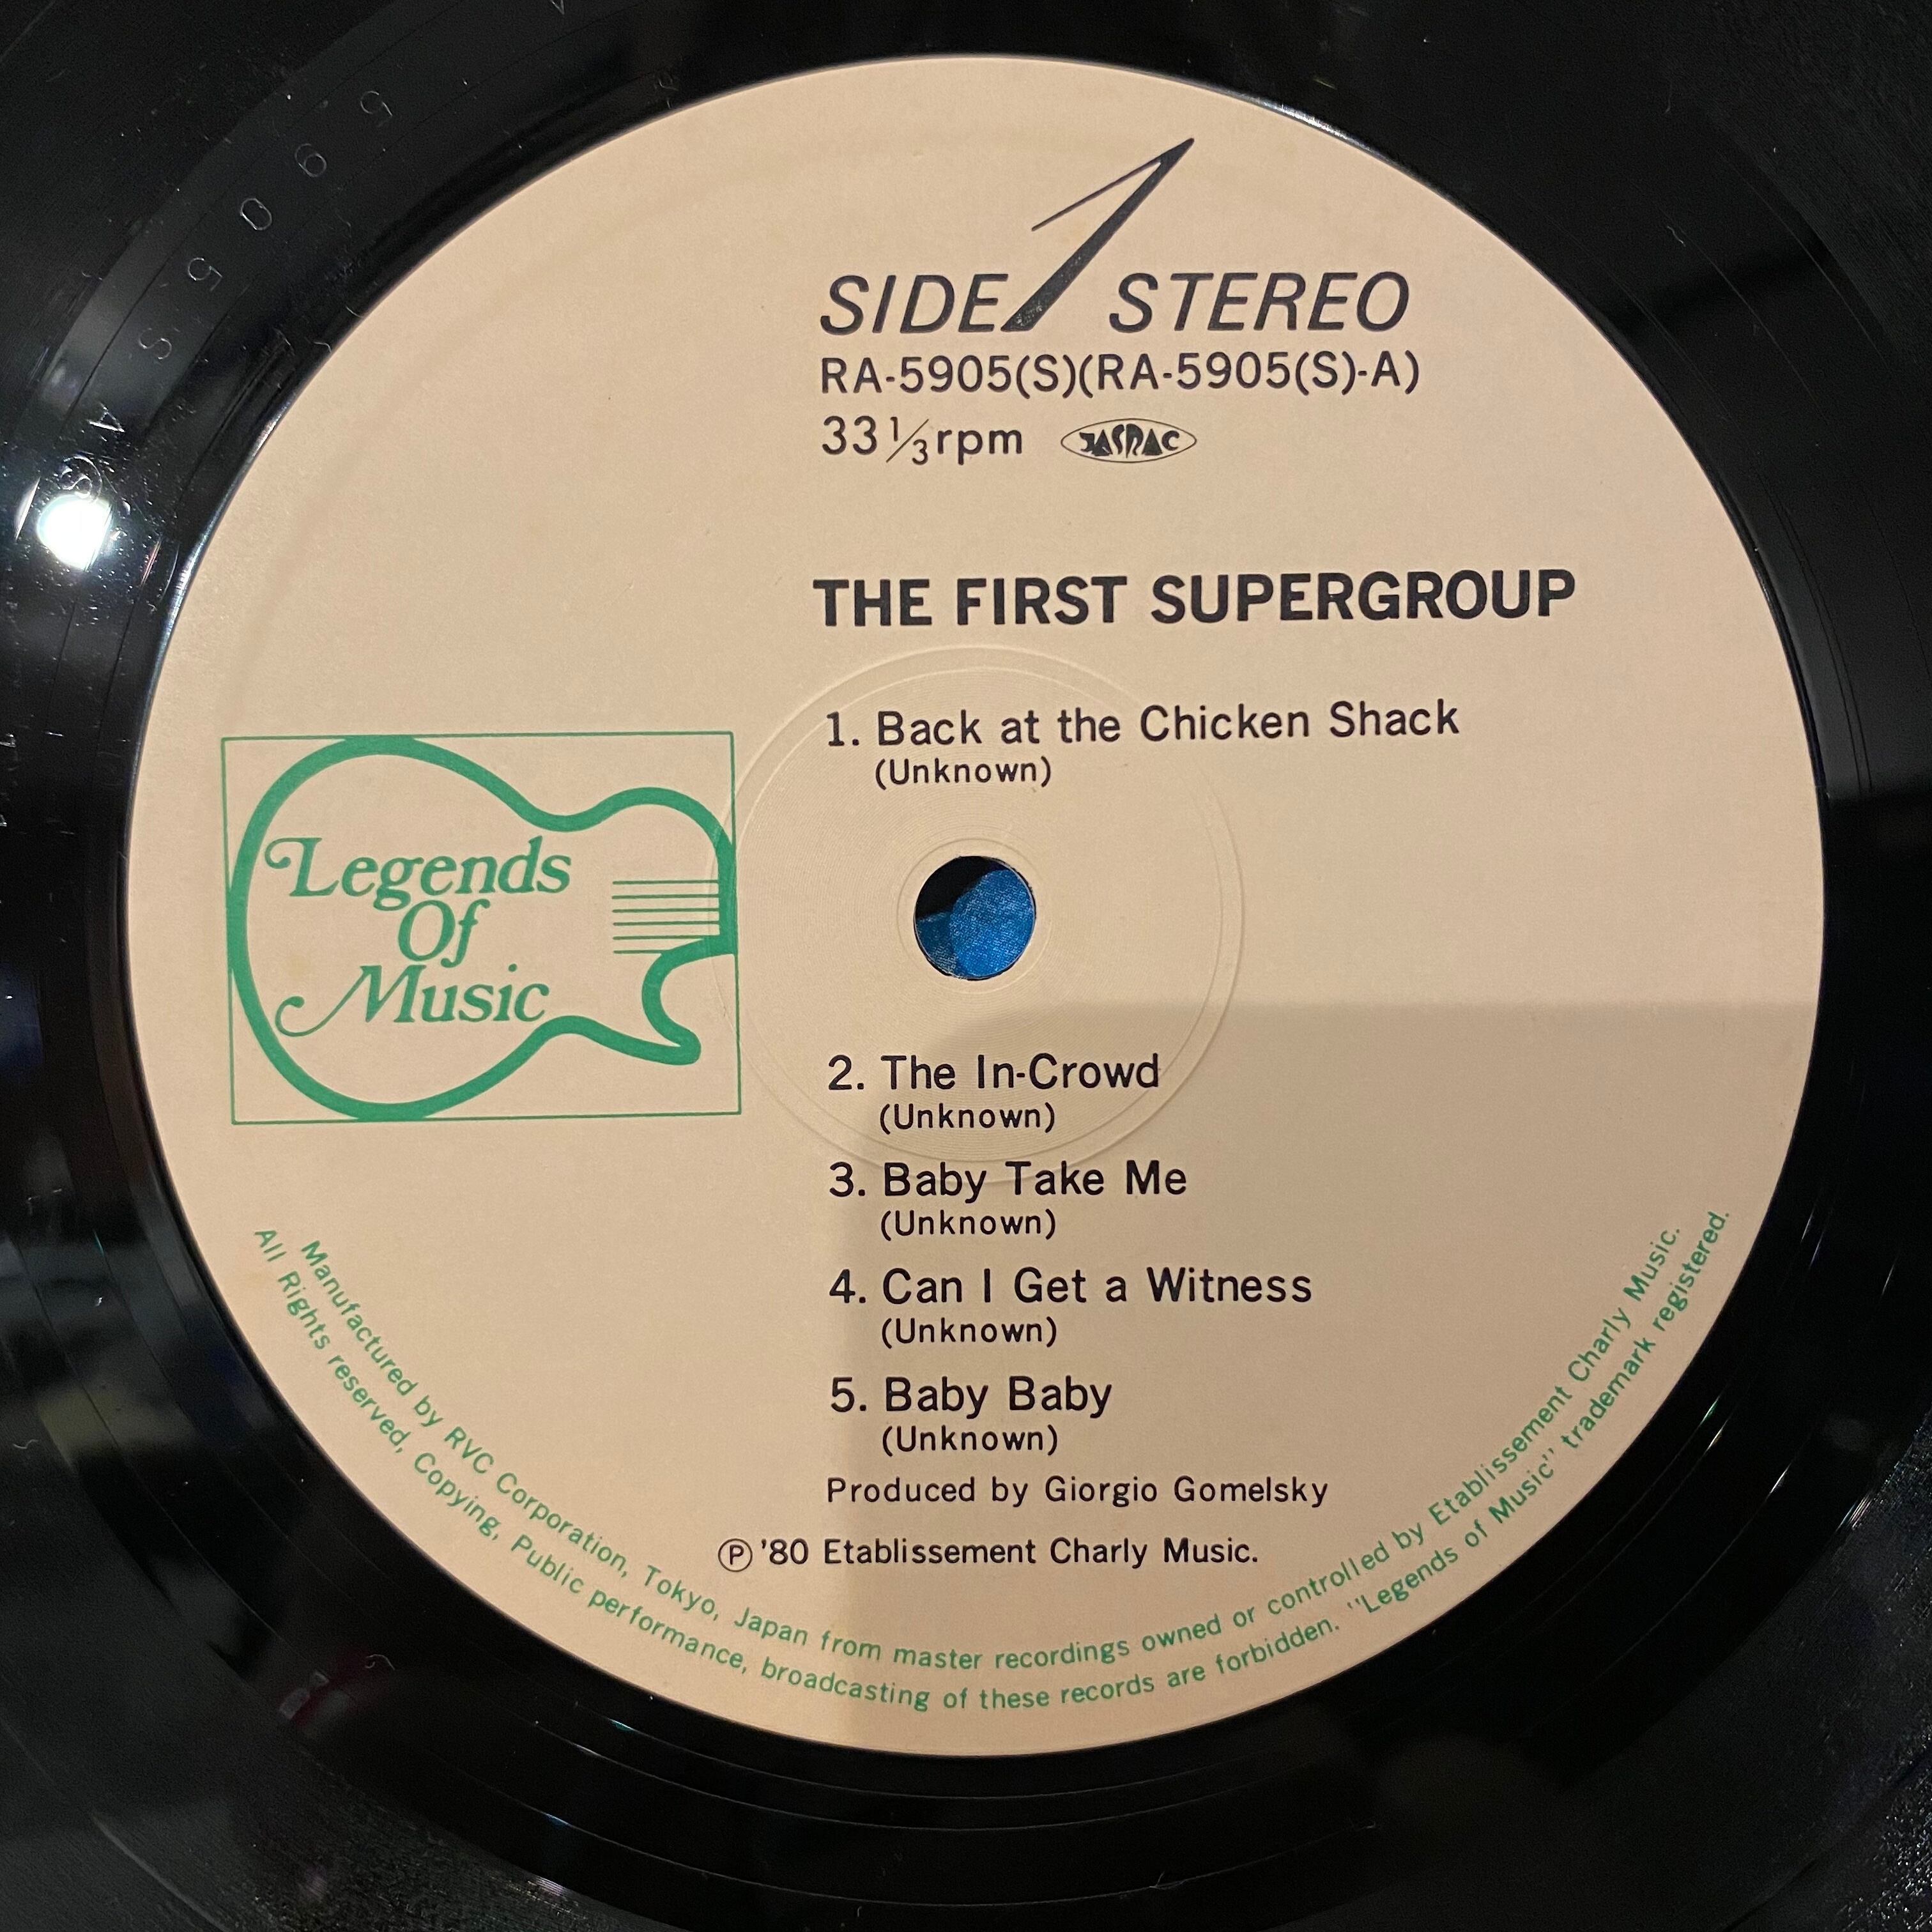 SIDE 1 STEREO
RA-5905(S)(RA-5905(S)-A)
33 1/3 rpm JASRAC
THE FIRST SUPERGROUP
1. Back at the Chicken Shack
(Unknown)
Legends
Of
Music
2. The In-Crowd
(Unknown)
3. Baby Take Me
(Unknown)
4. Can I Get a Witness
(Unknown)
5. Baby Baby
(Unknown)
Produced by Giorgio Gomelsky
Ⓟ '80 Etablissement Charly Music.
Manufactured by RVC Corporation, Tokyo, Japan from master recordings owned or controlled by Etablissement Charly Music.
All Rights reserved, Copying, Public performance, broadcasting of these records are forbidden. "Legends of Music" trademark registered.